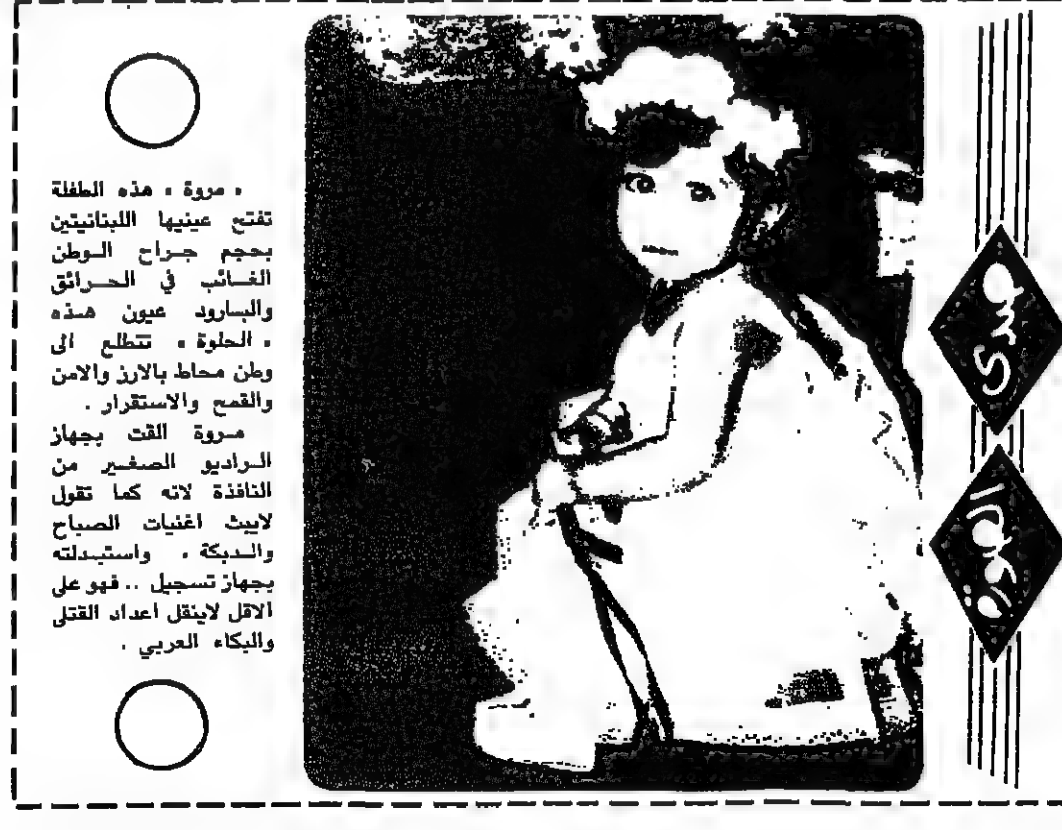 « مروة » هذه الطفلة
تفتح عينيها اللبنانيتين
بحجم جراح الوطن
الغائب في الحرائق
والبسارود عيون هذه
« الحلوة » تتطلع الى
وطن محاط بالارز والامن
والقمح والاستقرار .
مروة القت بجهاز
الراديو الصغير من
النافذة لانه كما تقول
لايبث اغنيات الصباح
والدبكة ، واستبدلته
بجهاز تسجيل .. فهو على
الاقل لاينقل اعداد القتلى
والبكاء العربي .